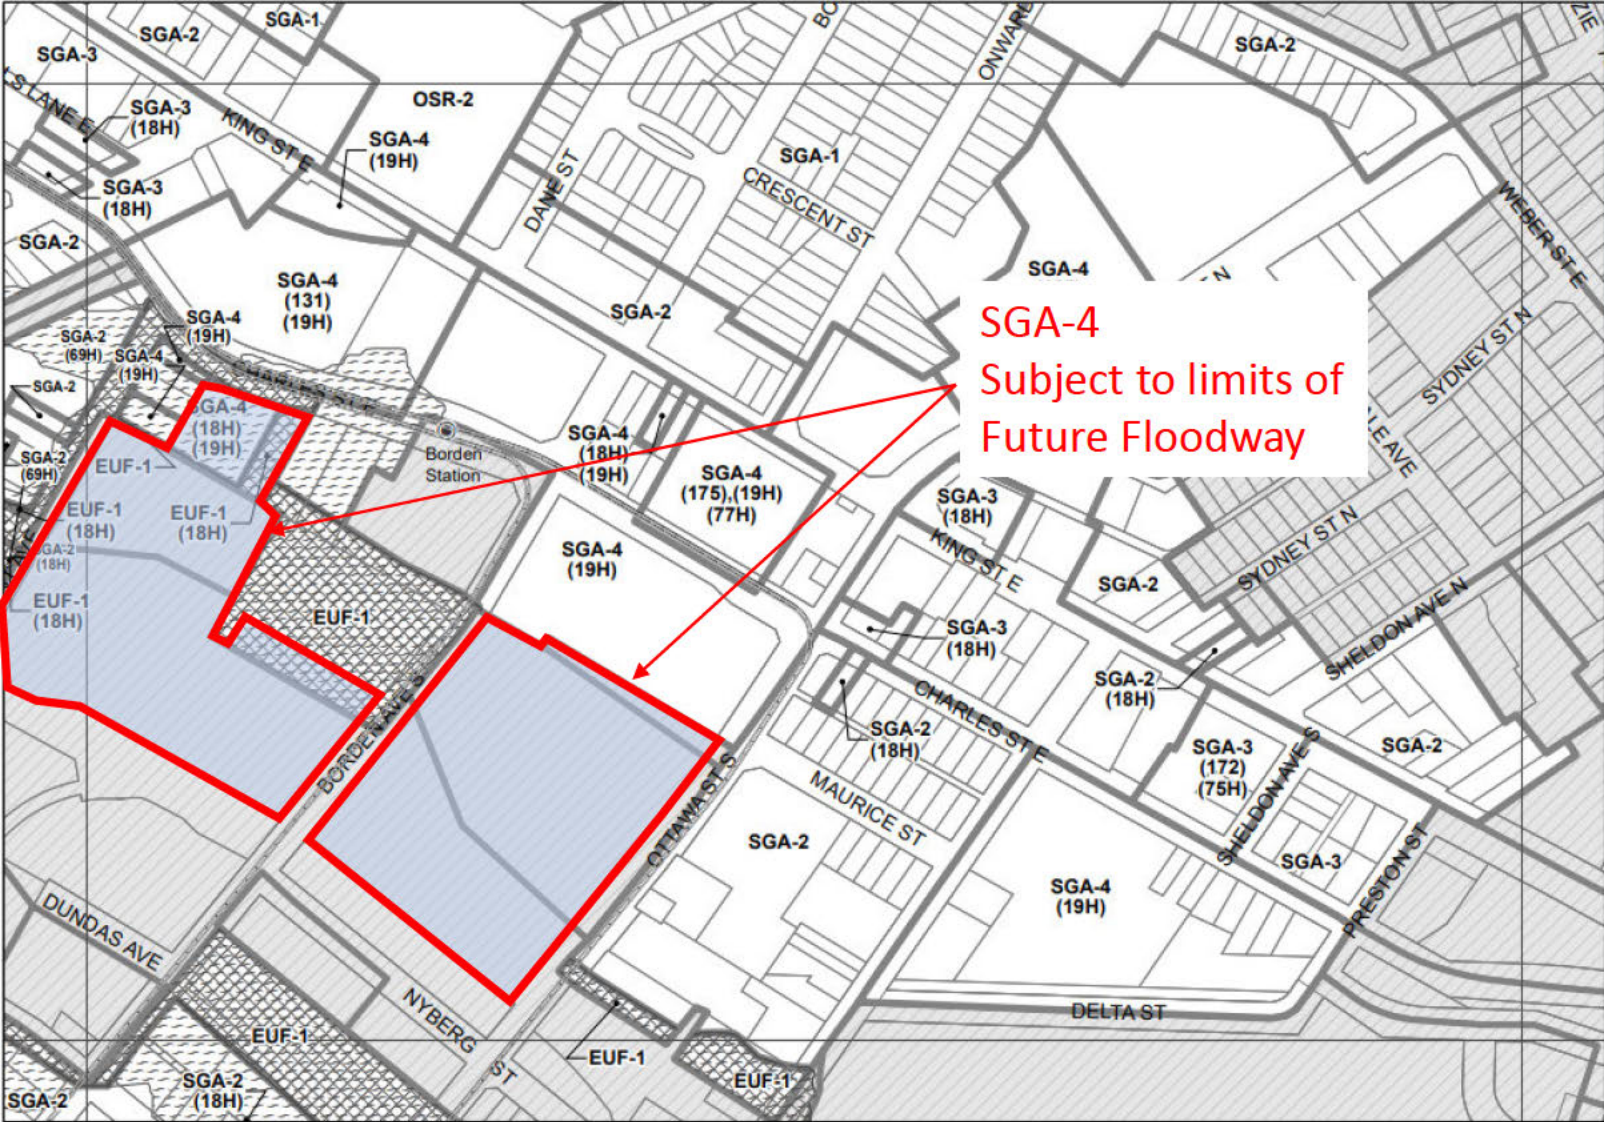 SGA-1
SGA-2
SGA-3
SGA-2
OSR-2
S LANE E
SGA-3
(18H)
KING ST E
SGA-4
(19H)
SGA-3
(18H)
SGA-2
DANE ST
SGA-1
CRESCENT ST
ONWARD
WEBER ST E
SGA-4
(131)
(19H)
SGA-4
SGA-2
SGA-4
(19H)
SGA-2
(69H)
SGA-4
(19H)
SGA-2
CHARLES ST E
SGA-4
Subject to limits of
Future Floodway
SYDNEY ST N
SGA-4
(18H)
(19H)
EUF-1
SGA-2
(69H)
EUF-1
(18H)
EUF-1
(18H)
SGA-2
(18H)
EUF-1
(18H)
Borden
Station
SGA-4
(18H)
(19H)
SGA-4
(175),(19H)
(77H)
SGA-3
(18H)
KING ST E
SGA-4
(19H)
SGA-2
SYDNEY ST N
SHELDON AVE N
EUF-1
SGA-3
(18H)
SGA-2
(18H)
CHARLES ST E
SGA-2
(18H)
SGA-3
(172)
(75H)
SGA-2
BORDEN AVE S
OTTAWA ST S
MAURICE ST
SHELDON AVE S
SGA-2
SGA-3
PRESTON ST
SGA-4
(19H)
DUNDAS AVE
NYBERG ST
DELTA ST
EUF-1
EUF-1
EUF-1
SGA-2
(18H)
SGA-2